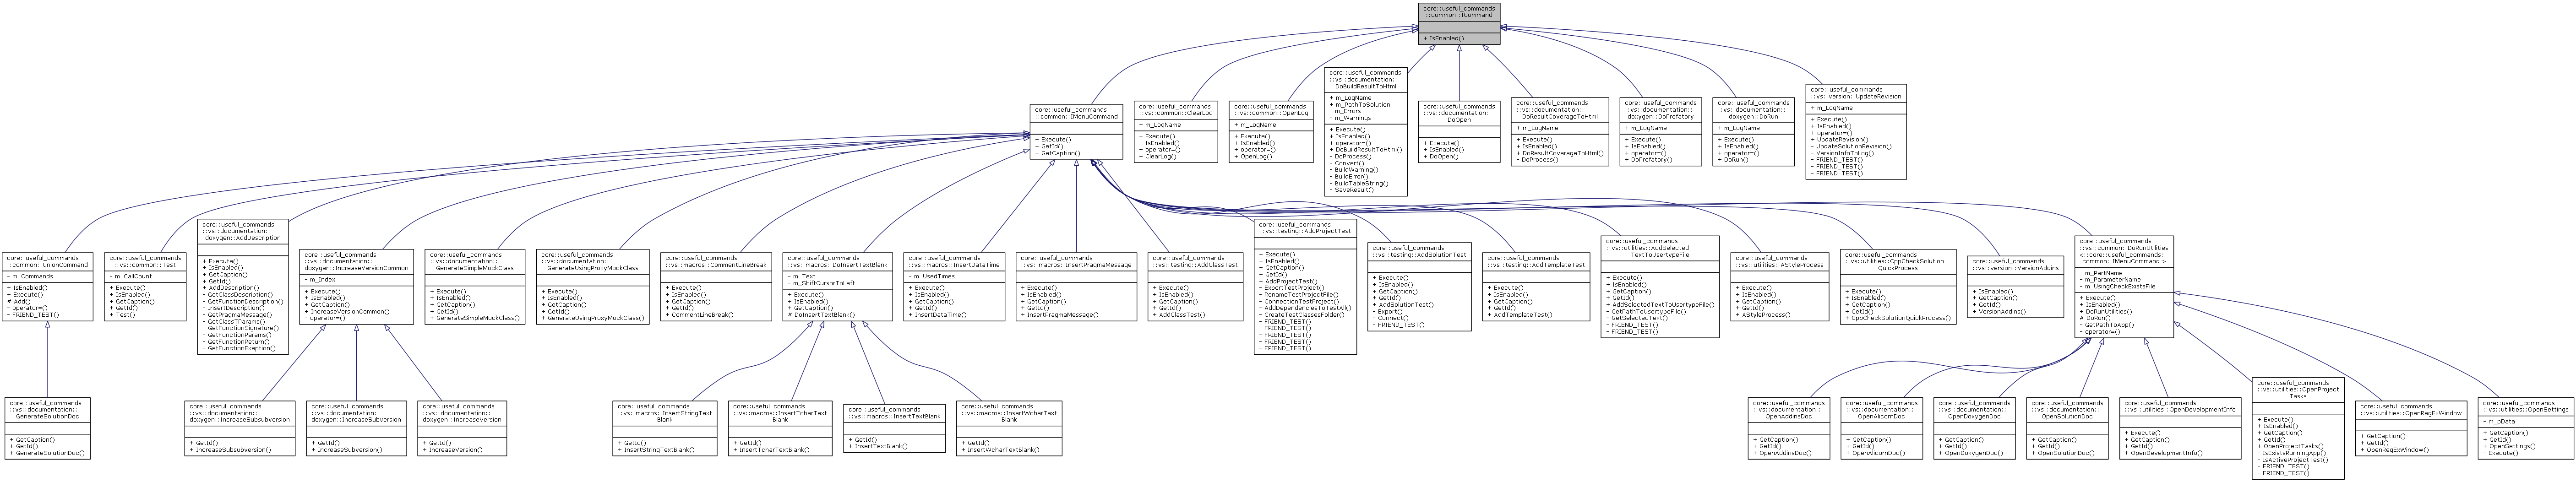 core::useful_commands
::common::ICommand
+ IsEnabled()
core::useful_commands
::common::IMenuCommand
+ Execute()
+ GetId()
+ GetCaption()
core::useful_commands
::vs::common::ClearLog
+ m_LogName
+ Execute()
+ IsEnabled()
+ operator=()
+ ClearLog()
core::useful_commands
::vs::common::OpenLog
+ m_LogName
+ Execute()
+ IsEnabled()
+ operator=()
+ OpenLog()
core::useful_commands
::vs::documentation::
DoBuildResultToHtml
+ m_LogName
+ m_PathToSolution
- m_Errors
- m_Warnings
+ Execute()
+ IsEnabled()
+ operator=()
+ DoBuildResultToHtml()
- DoProcess()
- Convert()
- BuildWarning()
- BuildError()
- BuildTableString()
- SaveResult()
core::useful_commands
::vs::documentation::
DoOpen
+ Execute()
+ IsEnabled()
+ DoOpen()
core::useful_commands
::vs::documentation::
DoResultCoverageToHtml
+ m_LogName
+ Execute()
+ IsEnabled()
+ DoResultCoverageToHtml()
- DoProcess()
core::useful_commands
::vs::documentation::
doxygen::DoPrefatory
+ m_LogName
+ Execute()
+ IsEnabled()
+ operator=()
+ DoPrefatory()
core::useful_commands
::vs::documentation::
doxygen::DoRun
+ m_LogName
+ Execute()
+ IsEnabled()
+ operator=()
+ DoRun()
core::useful_commands
::vs::version::UpdateRevision
+ m_LogName
+ Execute()
+ IsEnabled()
+ operator=()
+ UpdateRevision()
- UpdateSolutionRevision()
- VersionInfoToLog()
- FRIEND_TEST()
- FRIEND_TEST()
- FRIEND_TEST()
core::useful_commands
::common::UnionCommand
- m_Commands
+ IsEnabled()
+ Execute()
# Add()
- operator=()
- FRIEND_TEST()
core::useful_commands
::vs::common::Test
- m_CallCount
+ Execute()
+ IsEnabled()
+ GetCaption()
+ GetId()
+ Test()
core::useful_commands
::vs::documentation::
doxygen::AddDescription
+ Execute()
+ IsEnabled()
+ GetCaption()
+ GetId()
+ AddDescription()
- GetClassDescription()
- GetFunctionDescription()
- InsertDescription()
- GetPragmaMessage()
- GetClassTParams()
- GetFunctionSignature()
- GetFunctionParams()
- GetFunctionReturn()
- GetFunctionExeption()
core::useful_commands
::vs::documentation::
doxygen::IncreaseVersionCommon
- m_Index
+ Execute()
+ IsEnabled()
+ GetCaption()
+ IncreaseVersionCommon()
- operator=()
core::useful_commands
::vs::documentation::
GenerateSimpleMockClass
+ Execute()
+ IsEnabled()
+ GetCaption()
+ GetId()
+ GenerateSimpleMockClass()
core::useful_commands
::vs::documentation::
GenerateUsingProxyMockClass
+ Execute()
+ IsEnabled()
+ GetCaption()
+ GetId()
+ GenerateUsingProxyMockClass()
core::useful_commands
::vs::macros::CommentLineBreak
+ Execute()
+ IsEnabled()
+ GetCaption()
+ GetId()
+ CommentLineBreak()
core::useful_commands
::vs::macros::DoInsertTextBlank
- m_Text
- m_ShiftCursorToLeft
+ Execute()
+ IsEnabled()
+ GetCaption()
# DoInsertTextBlank()
core::useful_commands
::vs::macros::InsertDataTime
- m_UsedTimes
+ Execute()
+ IsEnabled()
+ GetCaption()
+ GetId()
+ InsertDataTime()
core::useful_commands
::vs::macros::InsertPragmaMessage
+ Execute()
+ IsEnabled()
+ GetCaption()
+ GetId()
+ InsertPragmaMessage()
core::useful_commands
::vs::testing::AddClassTest
+ Execute()
+ IsEnabled()
+ GetCaption()
+ GetId()
+ AddClassTest()
core::useful_commands
::vs::testing::AddProjectTest
+ Execute()
+ IsEnabled()
+ GetCaption()
+ GetId()
+ AddProjectTest()
- ExportTestProject()
- RenameTestProjectFile()
- ConnectionTestProject()
- AddDependenciesToTestAll()
- CreateTestClassesFolder()
- FRIEND_TEST()
- FRIEND_TEST()
- FRIEND_TEST()
- FRIEND_TEST()
- FRIEND_TEST()
core::useful_commands
::vs::testing::AddSolutionTest
+ Execute()
+ IsEnabled()
+ GetCaption()
+ GetId()
+ AddSolutionTest()
- Export()
- Connect()
- FRIEND_TEST()
core::useful_commands
::vs::testing::AddTemplateTest
+ Execute()
+ IsEnabled()
+ GetCaption()
+ GetId()
+ AddTemplateTest()
core::useful_commands
::vs::utilities::AddSelected
TextToUsertypeFile
+ Execute()
+ IsEnabled()
+ GetCaption()
+ GetId()
+ AddSelectedTextToUsertypeFile()
- GetPathToUsertypeFile()
- GetSelectedText()
- FRIEND_TEST()
- FRIEND_TEST()
core::useful_commands
::vs::utilities::AStyleProcess
+ Execute()
+ IsEnabled()
+ GetCaption()
+ GetId()
+ AStyleProcess()
core::useful_commands
::vs::utilities::CppCheckSolution
QuickProcess
+ Execute()
+ IsEnabled()
+ GetCaption()
+ GetId()
+ CppCheckSolutionQuickProcess()
core::useful_commands
::vs::version::VersionAddins
+ IsEnabled()
+ GetCaption()
+ GetId()
+ VersionAddins()
core::useful_commands
::vs::common::DoRunUtilities
< ::core::useful_commands::
common::IMenuCommand >
- m_PartName
- m_ParameterName
- m_UsingCheckExistsFile
+ Execute()
+ IsEnabled()
+ DoRunUtilities()
# DoRun()
- GetPathToApp()
- operator=()
core::useful_commands
::vs::documentation::
GenerateSolutionDoc
+ GetCaption()
+ GetId()
+ GenerateSolutionDoc()
core::useful_commands
::vs::documentation::
doxygen::IncreaseSubsubversion
+ GetId()
+ IncreaseSubsubversion()
core::useful_commands
::vs::documentation::
doxygen::IncreaseSubversion
+ GetId()
+ IncreaseSubversion()
core::useful_commands
::vs::documentation::
doxygen::IncreaseVersion
+ GetId()
+ IncreaseVersion()
core::useful_commands
::vs::macros::InsertStringText
Blank
+ GetId()
+ InsertStringTextBlank()
core::useful_commands
::vs::macros::InsertTcharText
Blank
+ GetId()
+ InsertTcharTextBlank()
core::useful_commands
::vs::macros::InsertTextBlank
+ GetId()
+ InsertTextBlank()
core::useful_commands
::vs::macros::InsertWcharText
Blank
+ GetId()
+ InsertWcharTextBlank()
core::useful_commands
::vs::documentation::
OpenAddinsDoc
+ GetCaption()
+ GetId()
+ OpenAddinsDoc()
core::useful_commands
::vs::documentation::
OpenAlicornDoc
+ GetCaption()
+ GetId()
+ OpenAlicornDoc()
core::useful_commands
::vs::documentation::
OpenDoxygenDoc
+ GetCaption()
+ GetId()
+ OpenDoxygenDoc()
core::useful_commands
::vs::documentation::
OpenSolutionDoc
+ GetCaption()
+ GetId()
+ OpenSolutionDoc()
core::useful_commands
::vs::utilities::OpenDevelopmentInfo
+ Execute()
+ GetCaption()
+ GetId()
+ OpenDevelopmentInfo()
core::useful_commands
::vs::utilities::OpenProject
Tasks
+ Execute()
+ IsEnabled()
+ GetCaption()
+ GetId()
+ OpenProjectTasks()
- IsExistsRunningApp()
- IsActiveProjectTest()
- FRIEND_TEST()
- FRIEND_TEST()
core::useful_commands
::vs::utilities::OpenRegExWindow
+ GetCaption()
+ GetId()
+ OpenRegExWindow()
core::useful_commands
::vs::utilities::OpenSettings
- m_pData
+ GetCaption()
+ GetId()
+ OpenSettings()
- Execute()